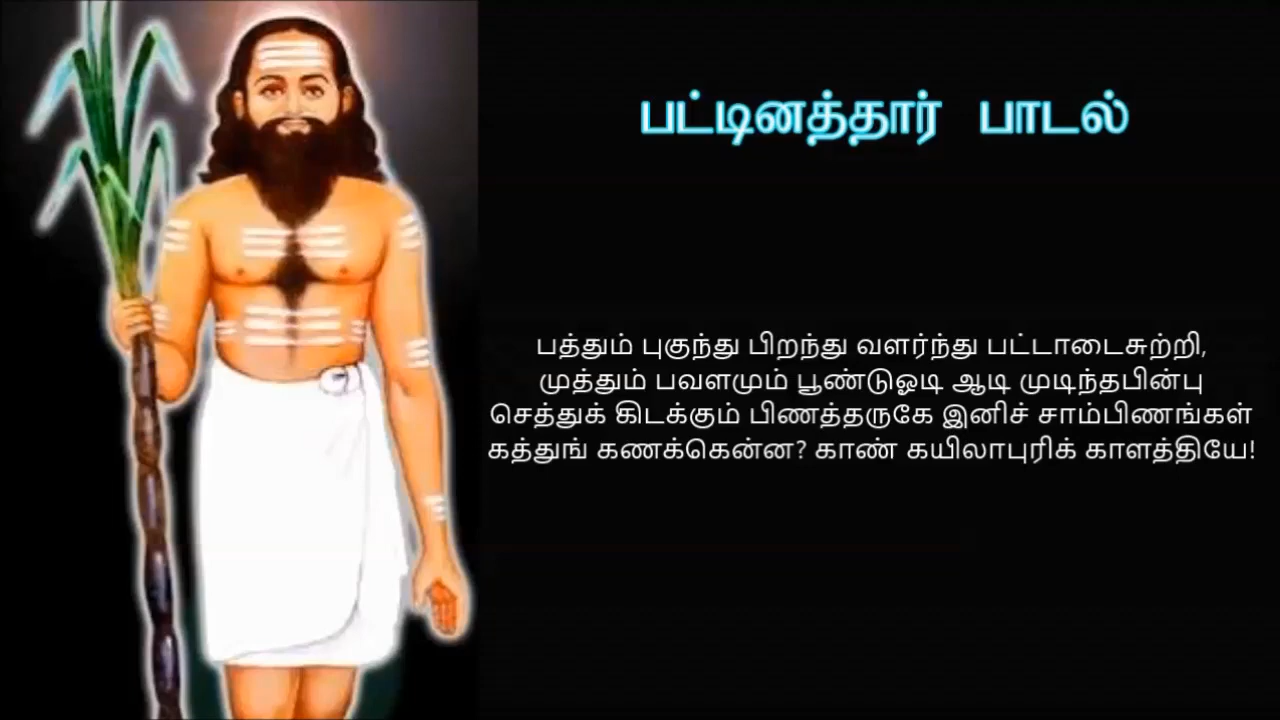 பட்டினத்தார் பாடல்
பத்தும் புகுந்து பிறந்து வளர்ந்து பட்டாடைசுற்றி,
முத்தும் பவளமும் பூண்டுஓடி ஆடி முடிந்தபின்பு
செத்துக் கிடக்கும் பிணத்தருகே இனிச் சாம்பிணங்கள்
கத்துங் கணக்கென்ன? காண் கயிலாபுரிக் காளத்தியே!